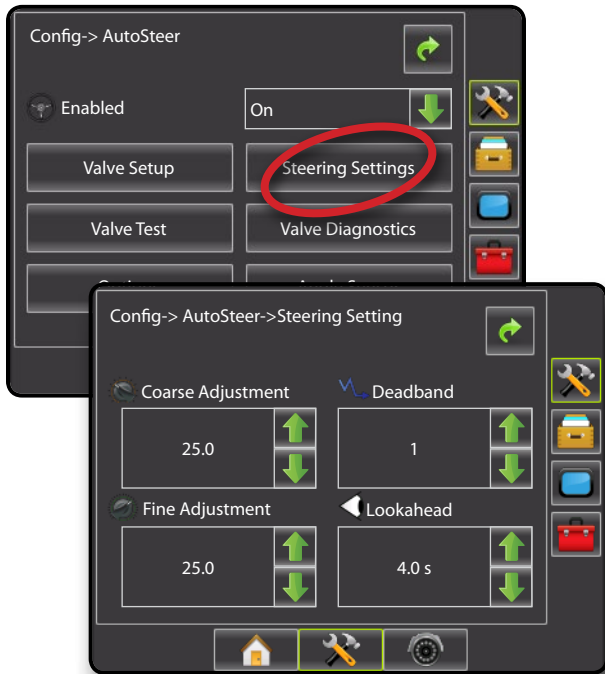 Config-> AutoSteer
Enabled
On
Valve Setup
Steering Settings
Valve Test
Valve Diagnostics
Config-> AutoSteer->Steering Setting
Coarse Adjustment
Deadband
25.0
1
Fine Adjustment
Lookahead
25.0
4.0 s